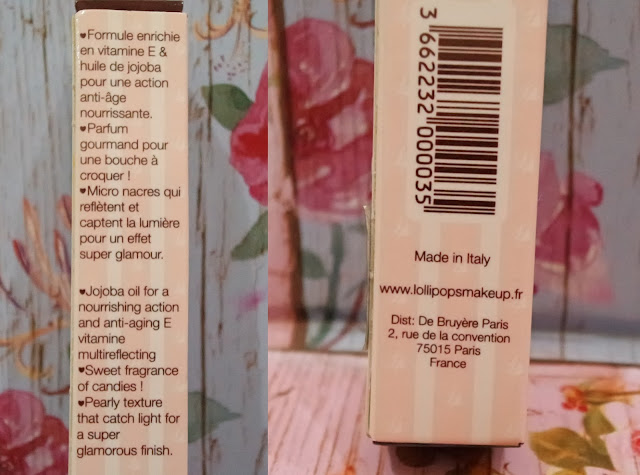 ♥Formule enrichie
en vitamine E &
huile de jojoba
pour une action
anti-âge
nourrissante.
♥Parfum
gourmand pour
une bouche à
croquer !
♥Micro nacres qui
reflètent et
captent la lumière
pour un effet
super glamour.
♥Jojoba oil for a
nourishing action
and anti-aging E
vitamine
multireflecting
♥Sweet fragrance
of candies !
♥Pearly texture
that catch light for
a super
glamorous finish.
3 662232 000035
Made in Italy
www.lollipopsmakeup.fr
Dist: De Bruyère Paris
2, rue de la convention
75015 Paris
France